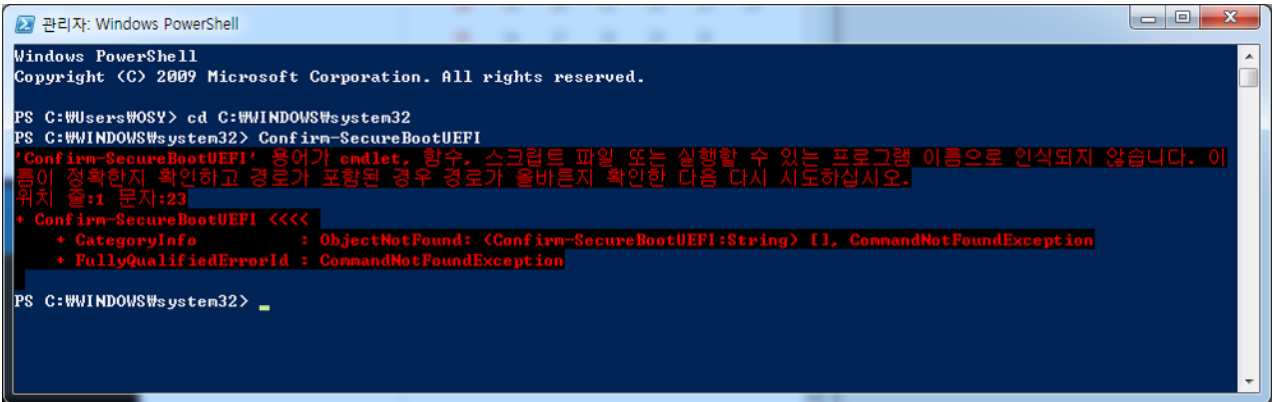 관리자: Windows PowerShell
Windows PowerShell
Copyright (C) 2009 Microsoft Corporation. All rights reserved.
PS C:₩Users₩OSY> cd C:₩WINDOWS₩system32
PS C:₩WINDOWS₩system32> Confirm-SecureBootUEFI
'Confirm-SecureBootUEFI' 용어가 cmdlet, 함수, 스크립트 파일 또는 실행할 수 있는 프로그램 이름으로 인식되지 않습니다. 이
름이 정확한지 확인하고 경로가 포함된 경우 경로가 올바른지 확인한 다음 다시 시도하십시오.
위치 줄:1 문자:23
+ Confirm-SecureBootUEFI <<<<
+ CategoryInfo : ObjectNotFound: (Confirm-SecureBootUEFI:String) [], CommandNotFoundException
+ FullyQualifiedErrorId : CommandNotFoundException
PS C:₩WINDOWS₩system32>